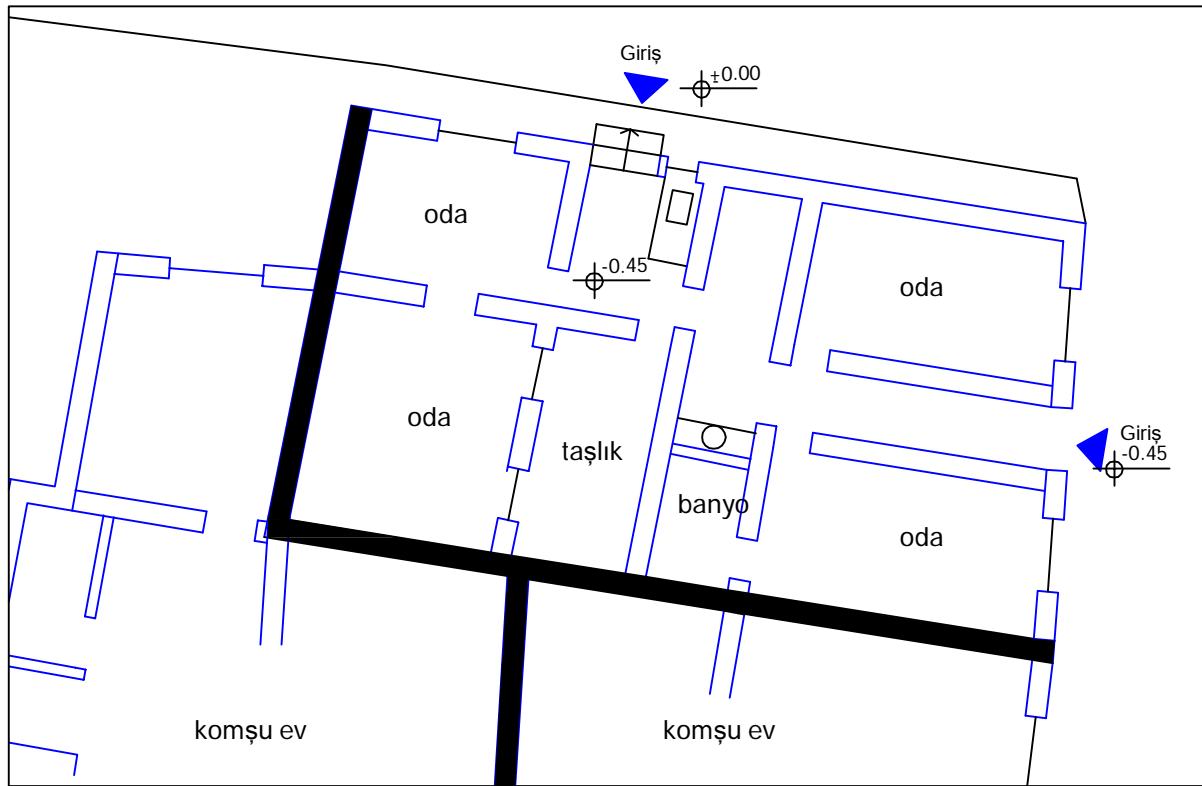 Giriş
±0.00
oda
-0.45
oda
oda
taşlık
Giriş
-0.45
banyo
oda
komşu ev
komşu ev